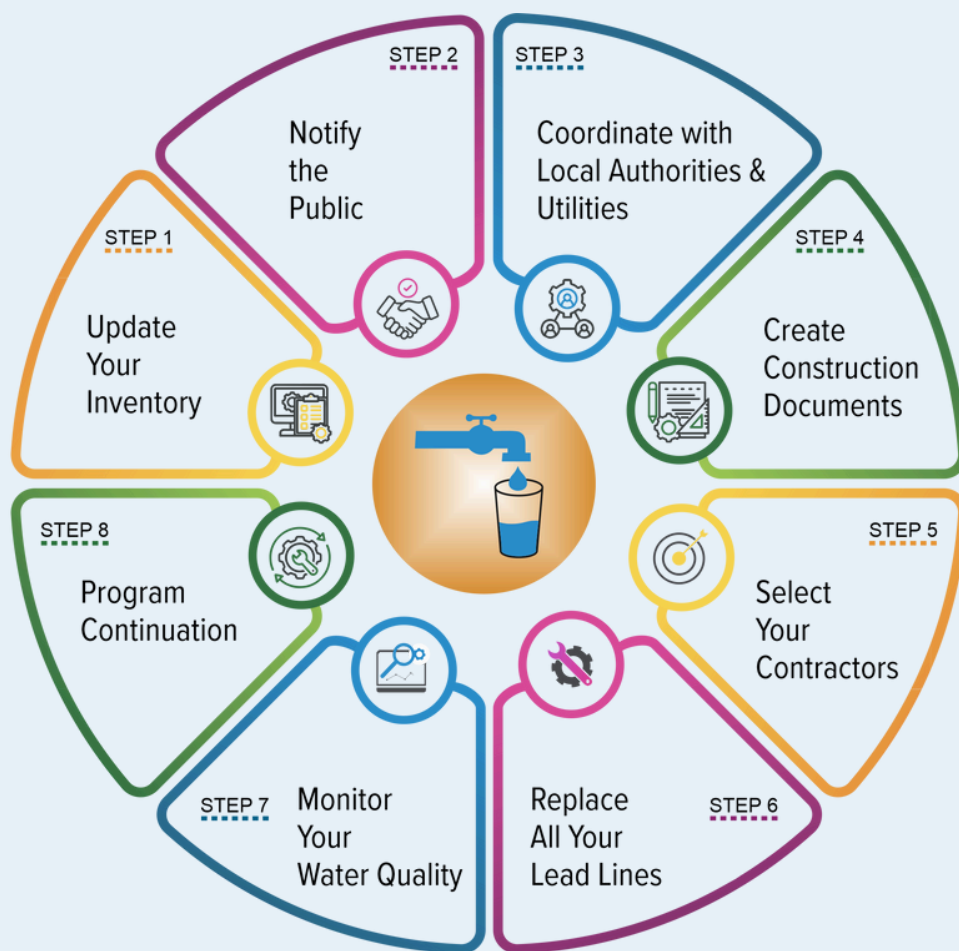 STEP 1
Update
Your
Inventory
STEP 2
Notify
the
Public
STEP 3
Coordinate with
Local Authorities &
Utilities
STEP 4
Create
Construction
Documents
STEP 5
Select
Your
Contractors
STEP 6
Replace
All Your
Lead Lines
STEP 7
Monitor
Your
Water Quality
STEP 8
Program
Continuation